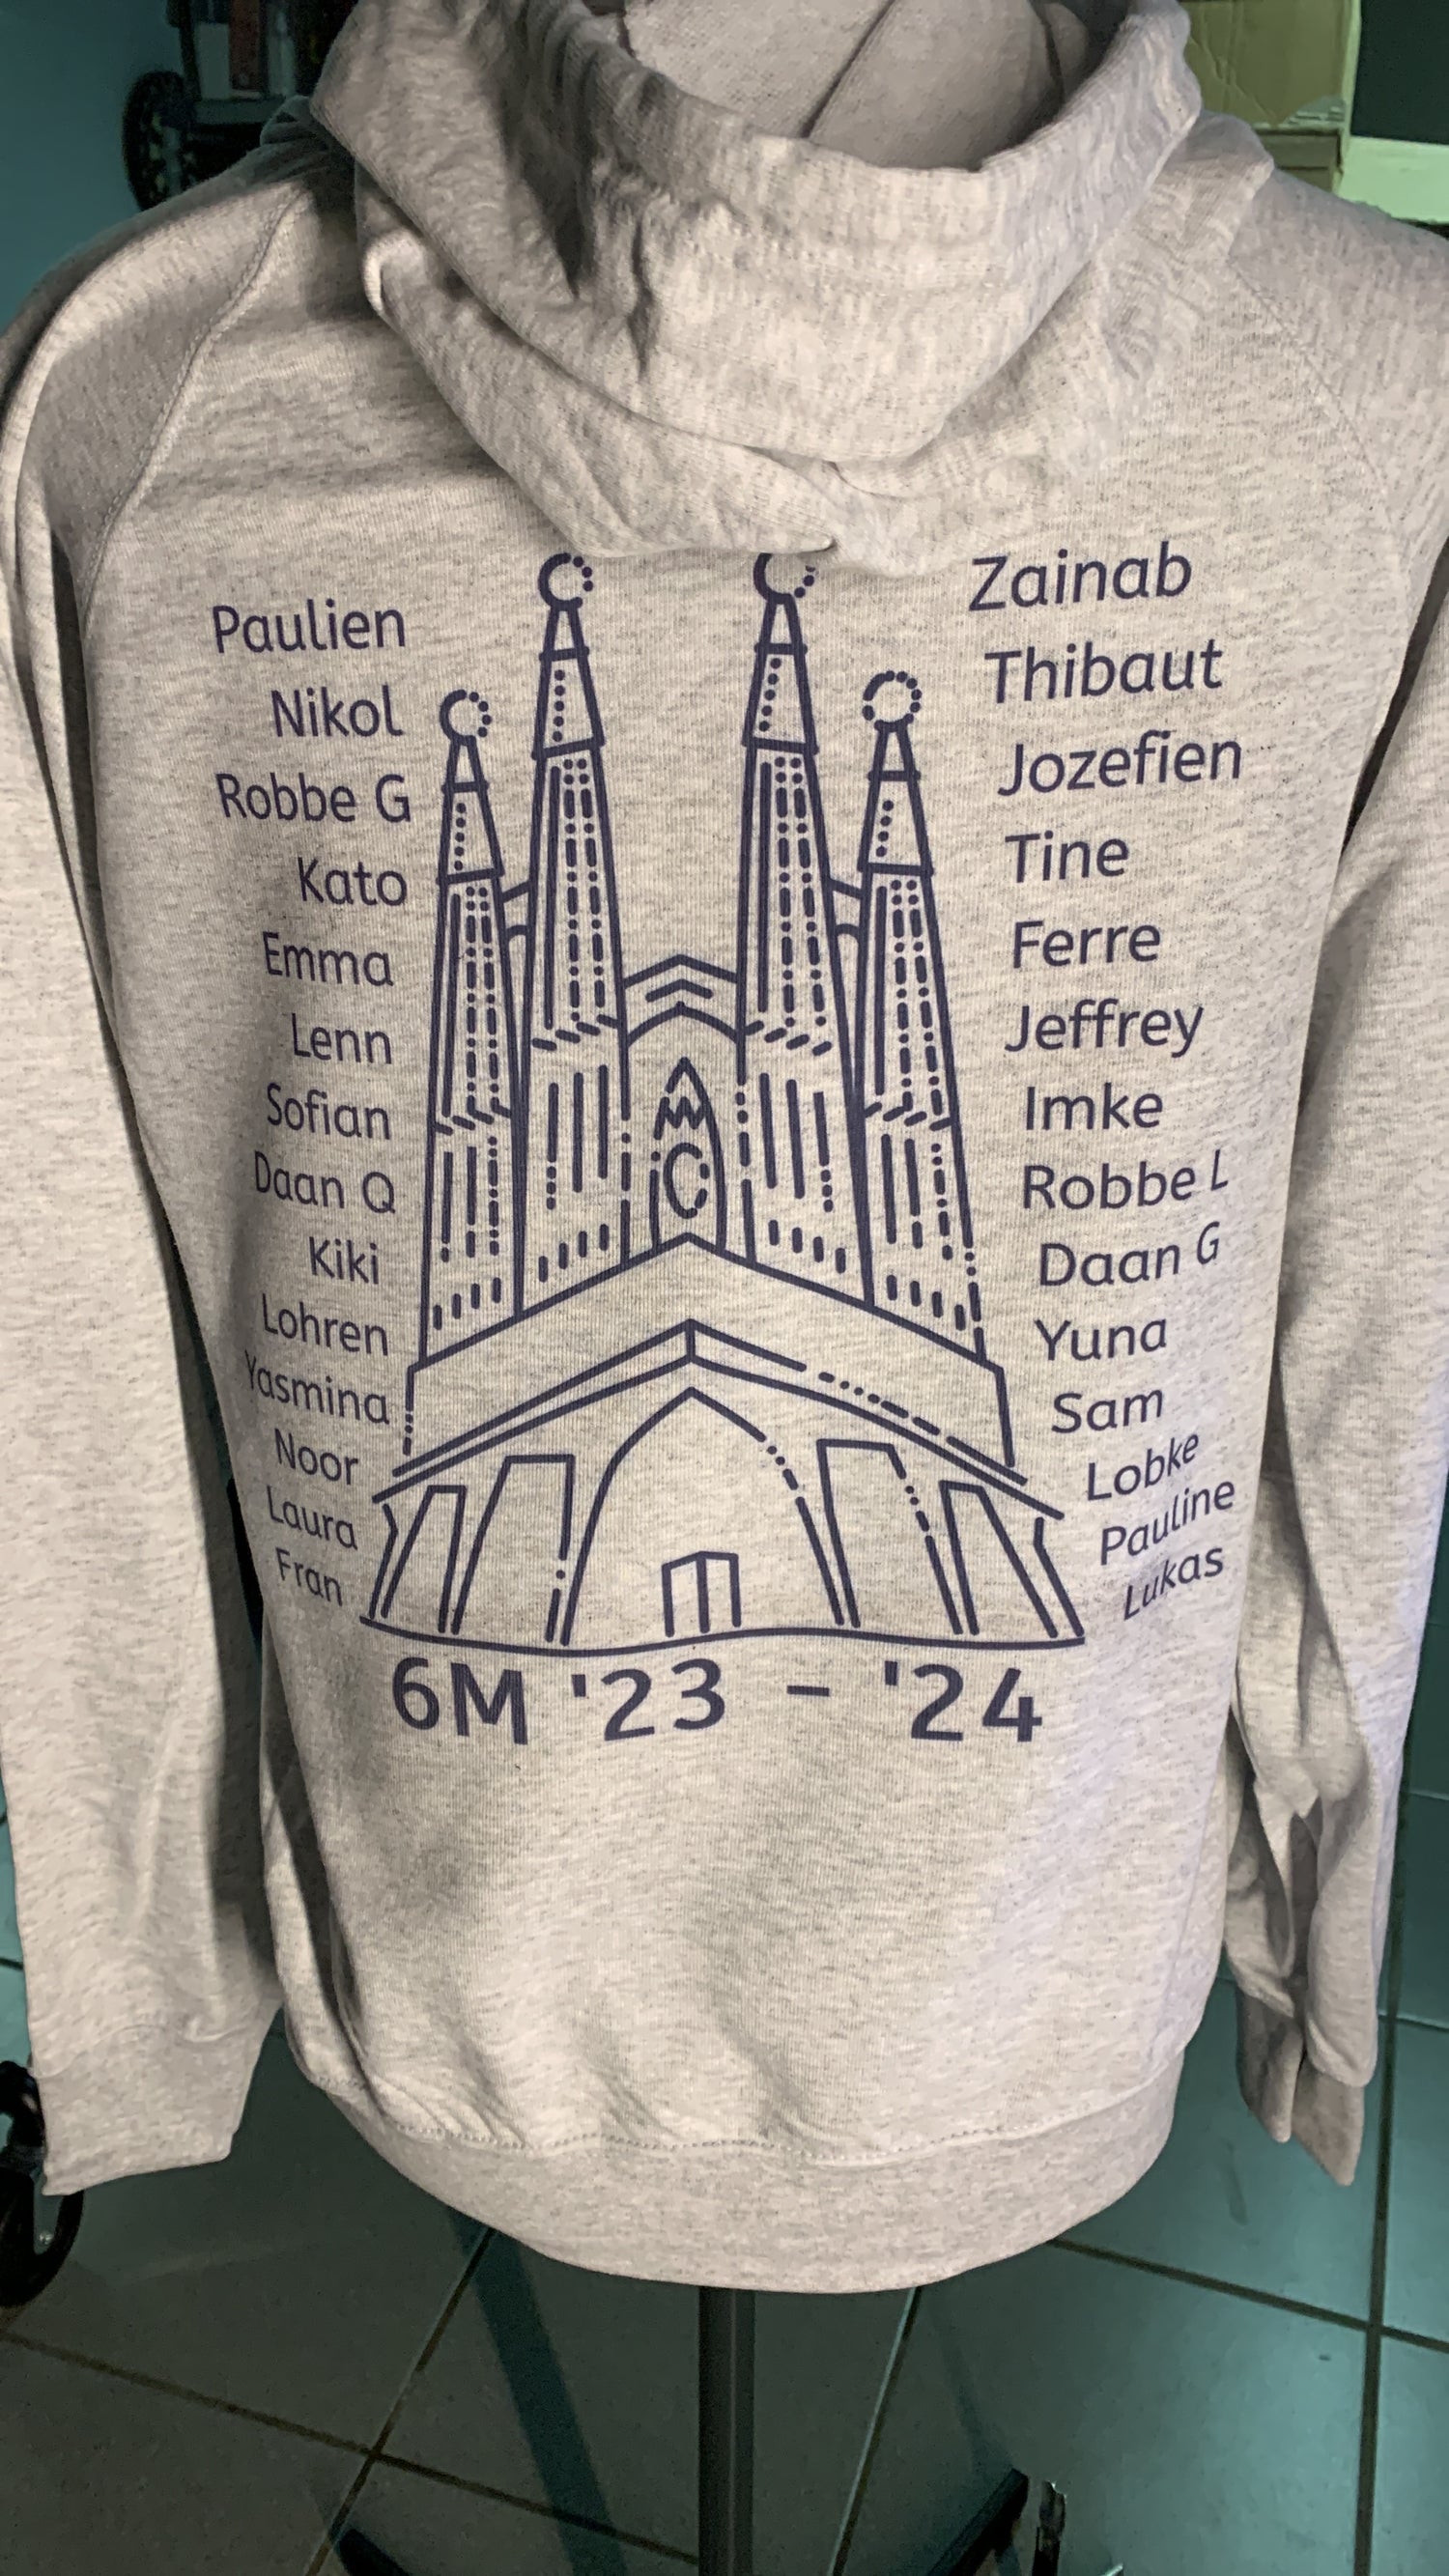 Paulien
Nikol
Robbe G
Kato
Emma
Lenn
Sofian
Daan Q
Kiki
Lohren
Yasmina
Noor
Laura
Fran
Zainab
Thibaut
Jozefien
Tine
Ferre
Jeffrey
Imke
Robbe L
Daan G
Yuna
Sam
Lobke
Pauline
Lukas
6M '23 - '24